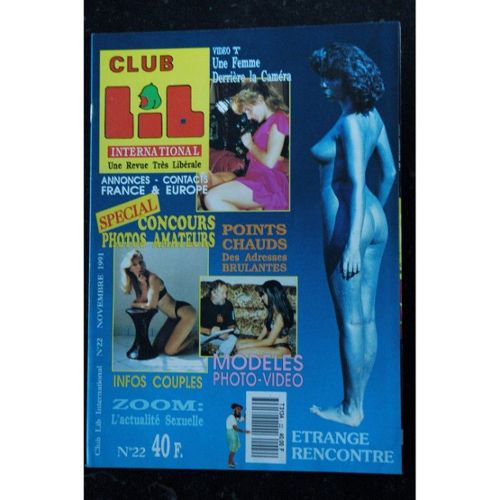 CLUB
Lib
INTERNATIONAL
Une Revue Très Libérale
ANNONCES - CONTACTS
FRANCE & EUROPE
VIDEO "X"
Une Femme
Derrière la Caméra
SPECIAL
CONCOURS
PHOTOS AMATEURS
POINTS
CHAUDS
Des Adresses
BRULANTES
MODELES
PHOTO-VIDEO
INFOS COUPLES
ZOOM:
L'actualité Sexuelle
N°22 40 F.
ETRANGE
RENCONTRE
Club Lib International N°22 NOVEMBRE 1991